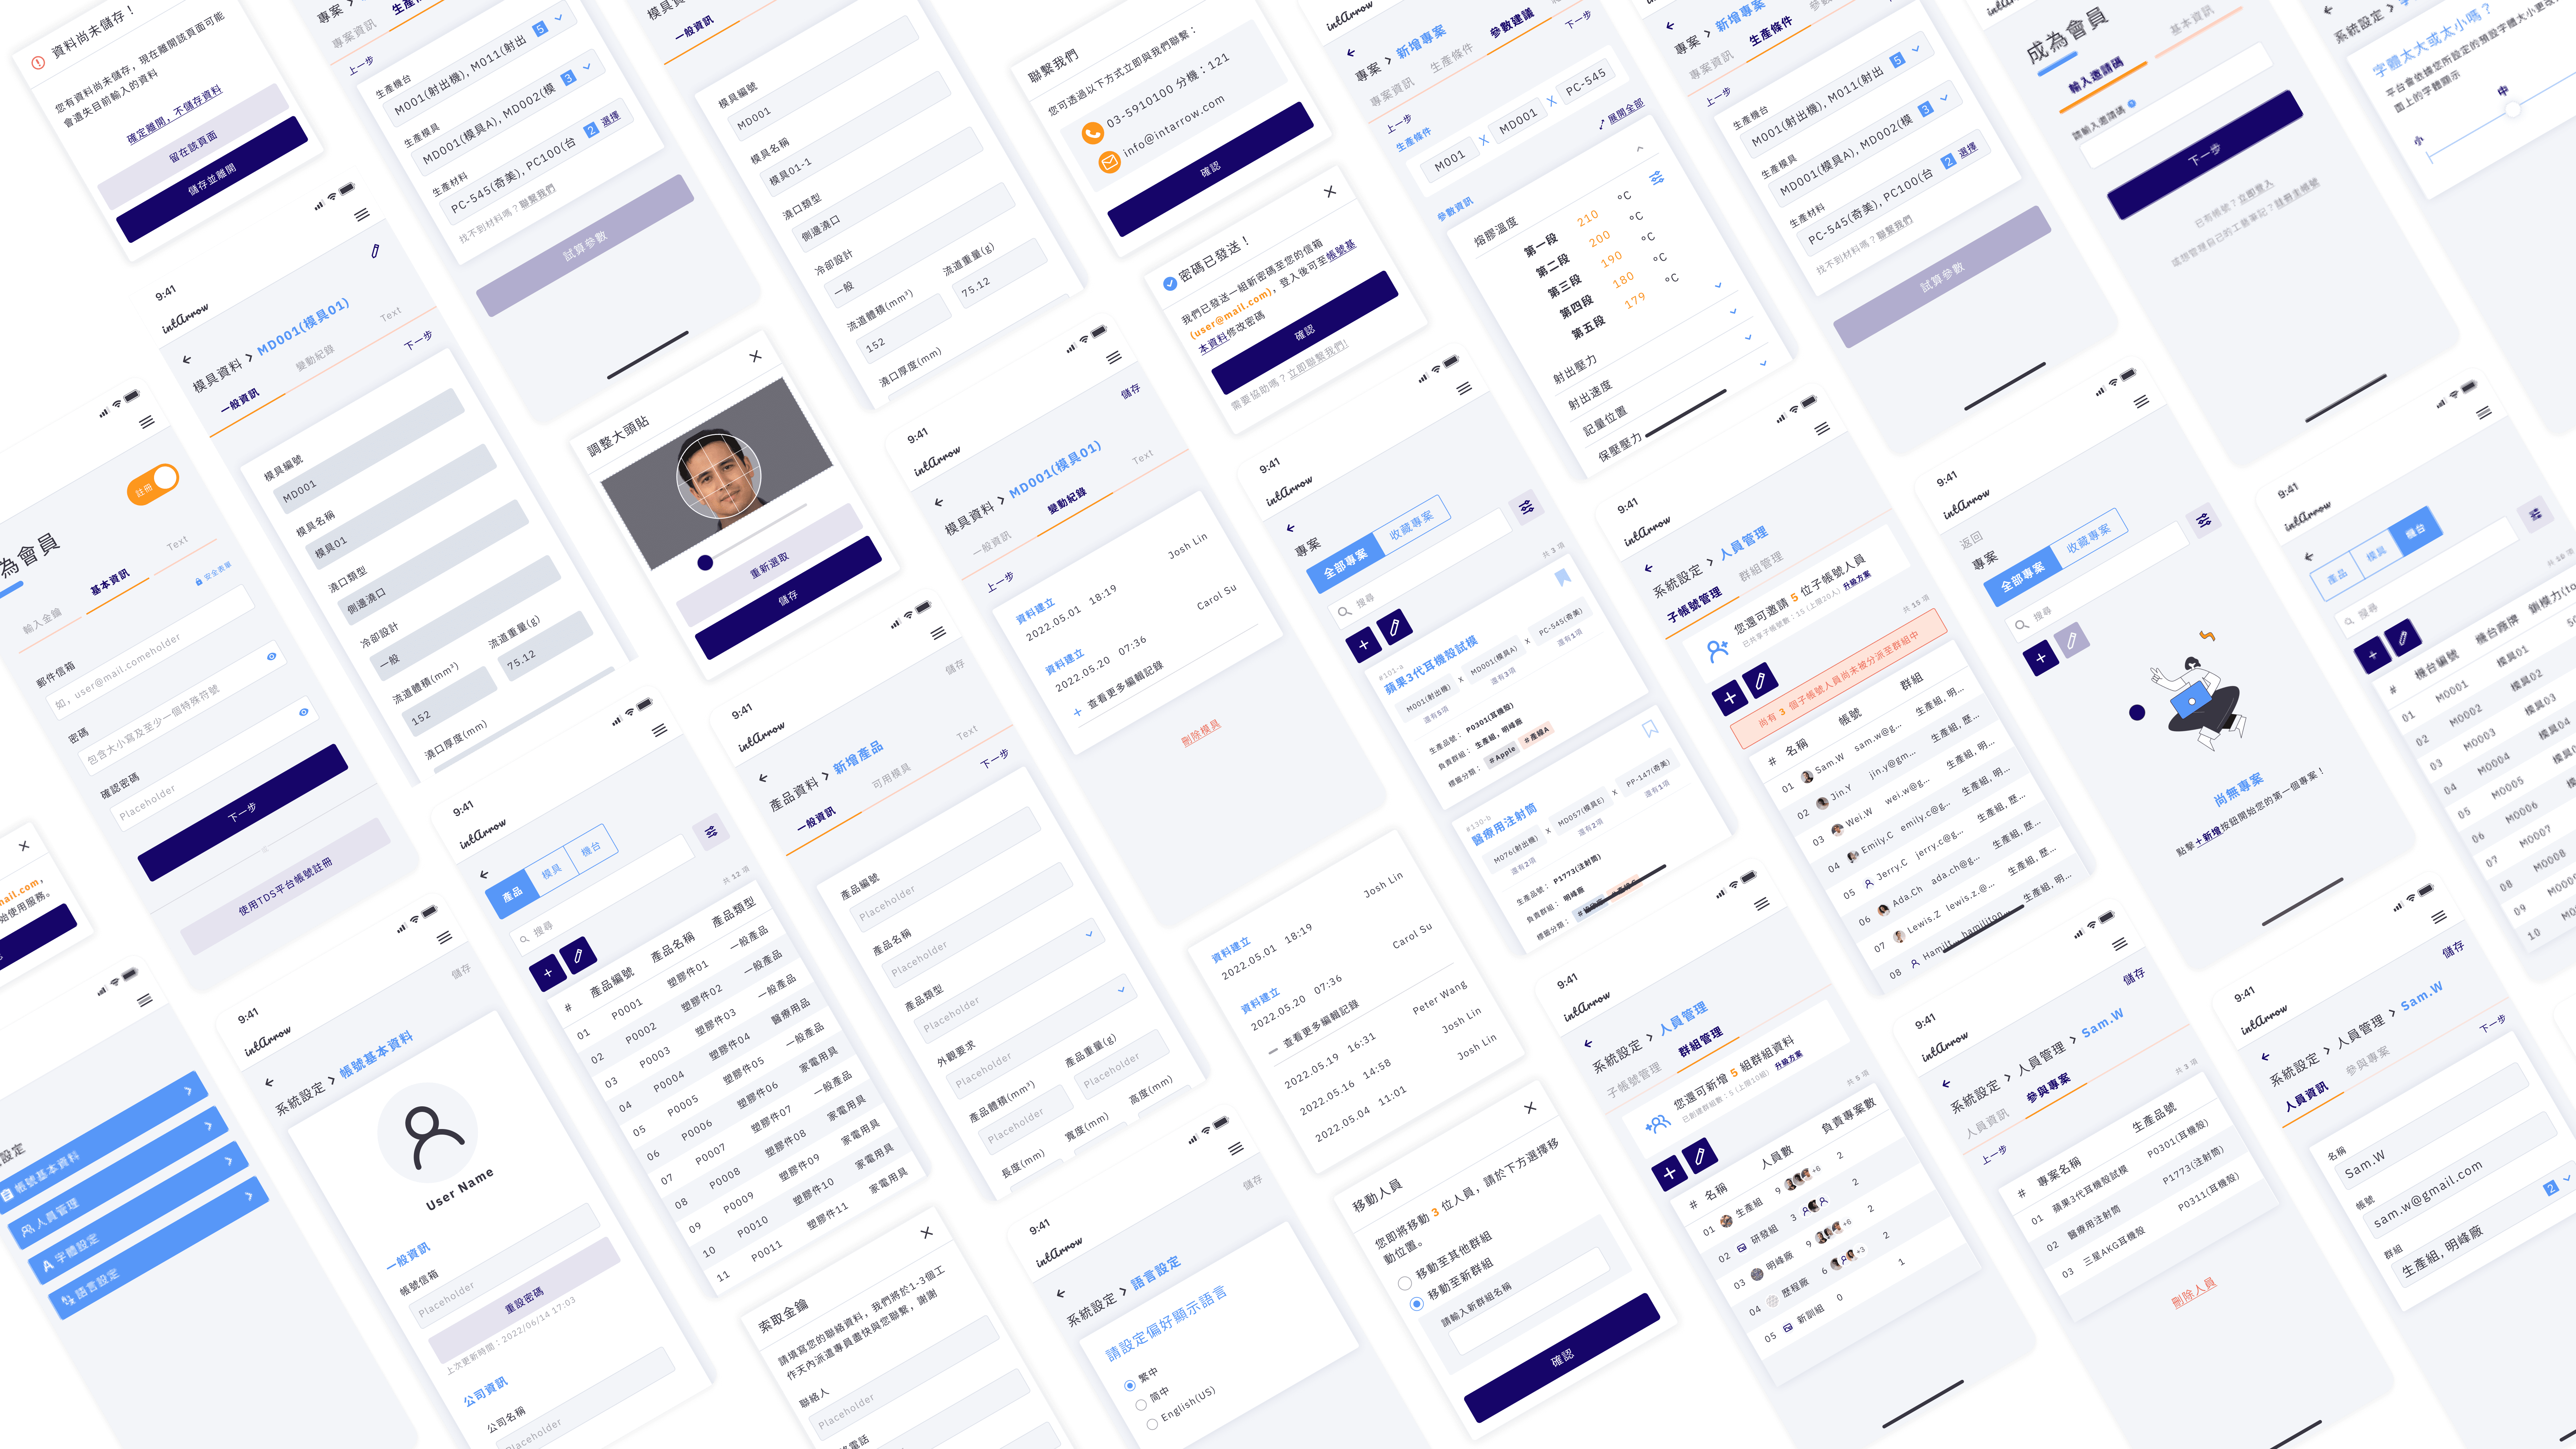 資料尚未儲存！
您有資料尚未儲存，現在離開該頁面可能
會遺失目前輸入的資料
確定離開，不儲存資料
留在該頁面
儲存並離開
專案資訊
上一步
生產機台
M001(射出機), M011(射出
5
生產模具
MD001(模具A), MD002(模
3
生產材料
PC-545(奇美), PC100(台
2
選擇
找不到材料嗎？聯繫我們
試算參數
一般資訊
模具編號
MD001
模具名稱
模具01-1
澆口類型
側邊澆口
冷卻設計
一般
流道體積(mm³)
152
流道重量(g)
75.12
澆口厚度(mm)
聯繫我們
您可透過以下方式立即與我們聯繫：
03-5910100 分機：121
info@intarrow.com
確認
密碼已發送！
我們已發送一組新密碼至您的信箱
(user@mail.com)，登入後可至帳號基
本資料修改密碼
確認
需要協助嗎？立即聯繫我們!
intArrow
專案 > 新增專案
專案資訊
生產條件
參數建議
上一步
下一步
生產條件
M001 X MD001 X PC-545
展開全部
參數資訊
熔膠溫度
第一段 210 °C
第二段 200 °C
第三段 190 °C
第四段 180 °C
第五段 179 °C
射出壓力
射出速度
記量位置
保壓壓力
專案 > 新增專案
專案資訊
生產條件
上一步
生產機台
M001(射出機), M011(射出
5
生產模具
MD001(模具A), MD002(模
3
生產材料
PC-545(奇美), PC100(台
2
選擇
找不到材料嗎？聯繫我們
試算參數
成為會員
輸入邀請碼
基本資訊
請輸入邀請碼
下一步
已有帳號？立即登入
或想管理自己的工藝筆記？註冊主帳號
系統設定 >
字體太大或太小嗎？
平台會依據您所設定的預設字體大小更改
面上的字體顯示
小
中
9:41
intArrow
模具資料 > MD001(模具01)
一般資訊
變動紀錄
Text
下一步
模具編號
MD001
模具名稱
模具01
澆口類型
側邊澆口
冷卻設計
一般
流道體積(mm³)
152
流道重量(g)
75.12
澆口厚度(mm)
註冊
為會員
輸入金鑰
基本資訊
Text
安全表單
郵件信箱
如，user@mail.comeholder
密碼
包含大小寫及至少一個特殊符號
確認密碼
Placeholder
下一步
使用TDS平台帳號註冊
調整大頭貼
重新選取
儲存
9:41
intArrow
儲存
模具資料 > MD001(模具01)
一般資訊
變動紀錄
Text
上一步
資料建立
2022.05.01 18:19
Josh Lin
資料建立
2022.05.20 07:36
Carol Su
+ 查看更多編輯記錄
刪除模具
9:41
intArrow
專案
全部專案
收藏專案
搜尋
共 3 項
#101-a
蘋果3代耳機殼試模
M001(射出機) X MD001(模具A) X PC-545(奇美)
還有5項
還有3項
還有1項
生產品號： P0301(耳機殼)
負責群組： 生產組, 明峰廠
標籤分類： #Apple #產線A
#130-b
醫療用注射筒
M076(射出機) X MD057(模具E) X PP-147(奇美)
還有2項
還有2項
還有1項
生產品號： P1773(注射筒)
負責群組： 明峰廠
標籤分類：
9:41
intArrow
系統設定 > 人員管理
子帳號管理
群組管理
您還可邀請 5 位子帳號人員
已共享子帳號數：15 (上限20人) 升級方案
共 15 項
尚有 3 個子帳號人員尚未被分派至群組中
# 名稱 帳號 群組
01 Sam.W sam.w@g... 生產組, 明...
02 Jin.Y jin.y@gm... 生產組, 歷...
03 Wei.W wei.w@g... 生產組, 明...
04 Emily.C emily.c@g... 生產組, 明...
05 Jerry.C jerry.c@g... 生產組, 歷...
06 Ada.Ch ada.ch@g... 生產組, 歷...
07 Lewis.Z lewis.z.@... 生產組, 歷...
08 Hamilt... hamiliton... 生產組, 明...
9:41
intArrow
返回
專案
全部專案
收藏專案
搜尋
尚無專案
點擊＋新增按鈕開始您的第一個專案！
9:41
intArrow
產品
模具
機台
搜尋
# 機台編號 機台廠牌 鎖模力(to
01 M0001 模具01
02 M0002 模具02
03 M0003 模具03
04 M0004 模具04
05 M0005
06 M0006
07 M0007
08 M0008
09
10
mail.com,
始使用服務。
設定
帳號基本資料
人員管理
字體設定
語言設定
9:41
intArrow
儲存
系統設定 > 帳號基本資料
User Name
一般資訊
帳號信箱
Placeholder
重設密碼
上次更新時間：2022/06/14 17:03
公司資訊
公司名稱
Placeholder
9:41
intArrow
產品
模具
機台
搜尋
共 12 項
# 產品編號 產品名稱 產品類型
01 P0001 塑膠件01 一般產品
02 P0002 塑膠件02 一般產品
03 P0003 塑膠件03 一般產品
04 P0004 塑膠件04 醫療用品
05 P0005 塑膠件05 一般產品
06 P0006 塑膠件06 家電用具
07 P0007 塑膠件07 一般產品
08 P0008 塑膠件08 家電用具
09 P0009 塑膠件09 家電用具
10 P0010 塑膠件10 家電用具
11 P0011 塑膠件11 家電用具
9:41
intArrow
儲存
產品資料 > 新增產品
一般資訊
可用模具
Text
下一步
產品編號
Placeholder
產品名稱
Placeholder
產品類型
Placeholder
外觀要求
Placeholder
產品體積(mm³)
Placeholder
產品重量(g)
Placeholder
長度(mm)
寬度(mm)
高度(mm)
索取金鑰
請填寫您的聯絡資料，我們將於1-3個工
作天內派遣專員盡快與您聯繫，謝謝
聯絡人
Placeholder
9:41
intArrow
儲存
系統設定 > 語言設定
請設定偏好顯示語言
繁中
简中
English(US)
資料建立
2022.05.01 18:19
Josh Lin
資料建立
2022.05.20 07:36
Carol Su
查看更多編輯記錄
2022.05.19 16:31 Peter Wang
2022.05.16 14:58 Josh Lin
2022.05.04 11:01 Josh Lin
移動人員
您即將移動 3 位人員，請於下方選擇移
動位置。
移動至其他群組
移動至新群組
請輸入新群組名稱
確認
9:41
intArrow
系統設定 > 人員管理
子帳號管理
群組管理
您還可新增 5 組群組資料
已創建群組數：5 (上限10組) 升級方案
共 5 項
# 名稱 人員數 負責專案數
01 生產組 9 +6 2
02 研發組 3 2
03 明峰廠 9 +6 2
04 歷程廠 6 +3 2
05 新訓組 0 1
9:41
intArrow
儲存
系統設定 > 人員管理 > Sam.W
人員資訊
參與專案
上一步
共 3 項
# 專案名稱 生產品號
01 蘋果3代耳機殼試模 P0301(耳機殼)
02 醫療用注射筒 P1773(注射筒)
03 三星AKG耳機殼 P0311(耳機殼)
刪除人員
9:41
intArrow
儲存
系統設定 > 人員管理 > Sam.W
人員資訊
參與專案
下一步
名稱
Sam.W
帳號
sam.w@gmail.com
群組
生產組, 明峰廠
2